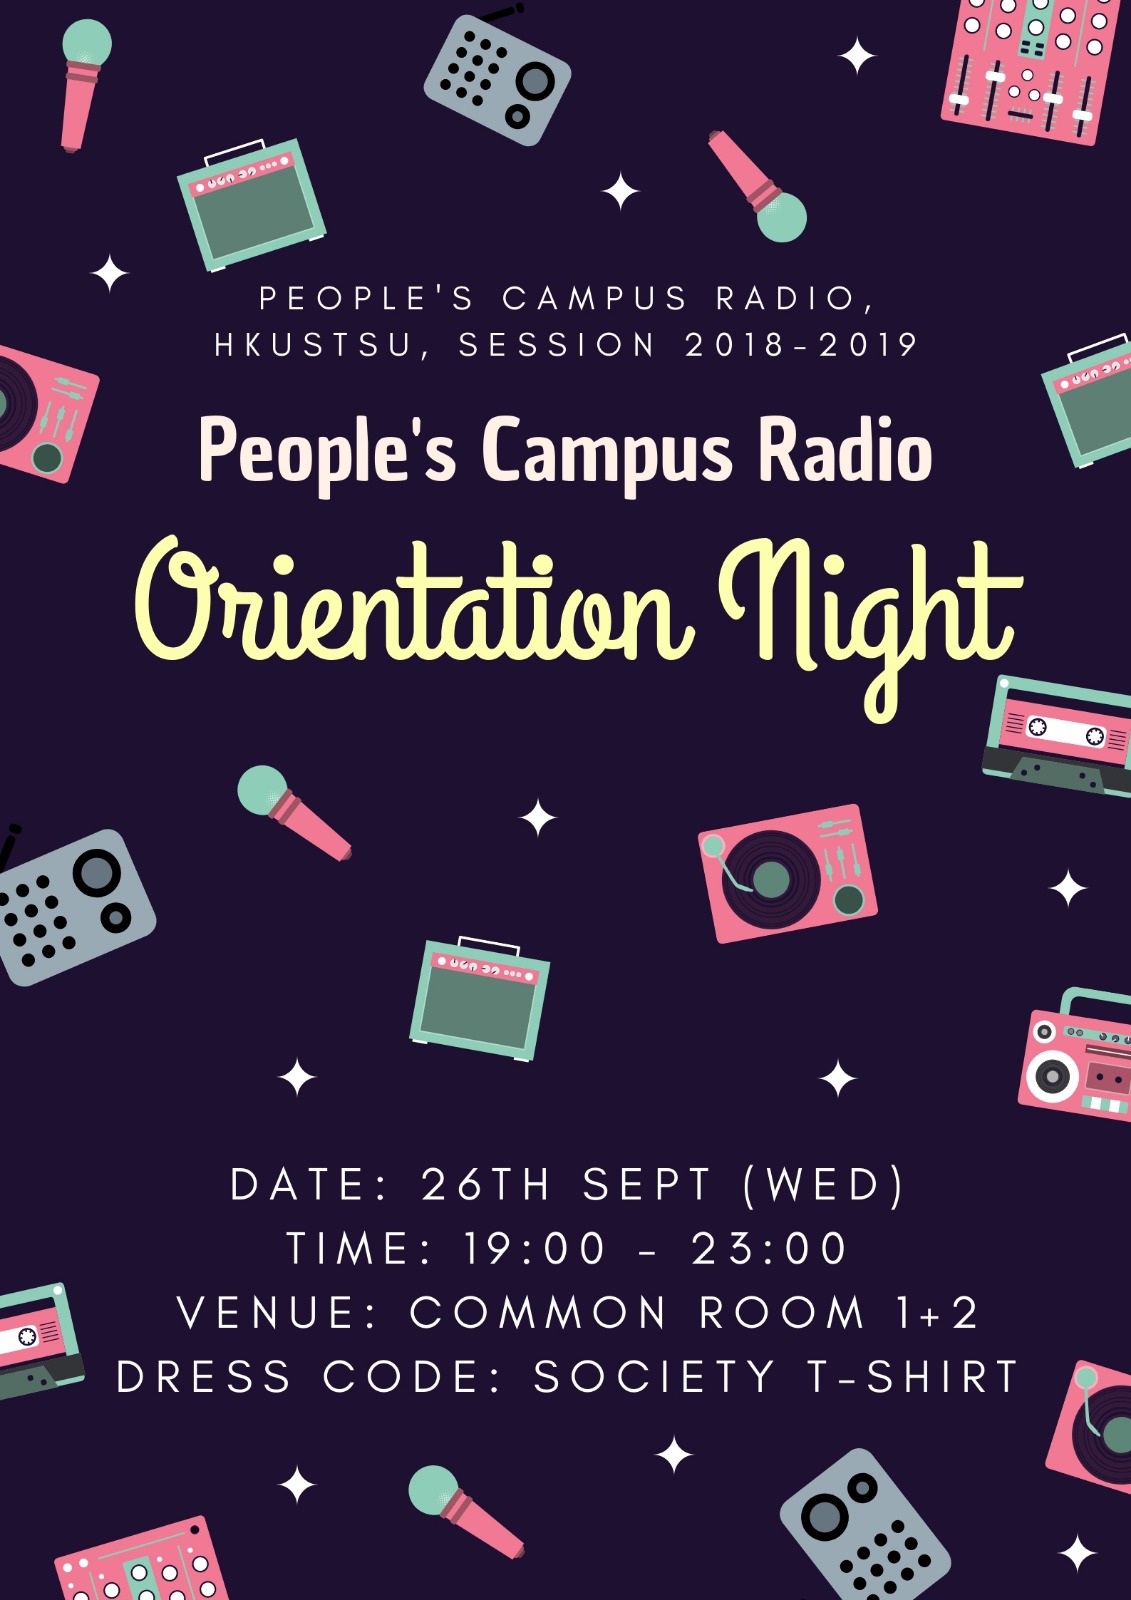 PEOPLE'S CAMPUS RADIO,
HKUSTSU, SESSION 2018-2019
People's Campus Radio
Orientation Night
DATE: 26TH SEPT (WED)
TIME: 19:00 - 23:00
VENUE: COMMON ROOM 1+2
DRESS CODE: SOCIETY T-SHIRT